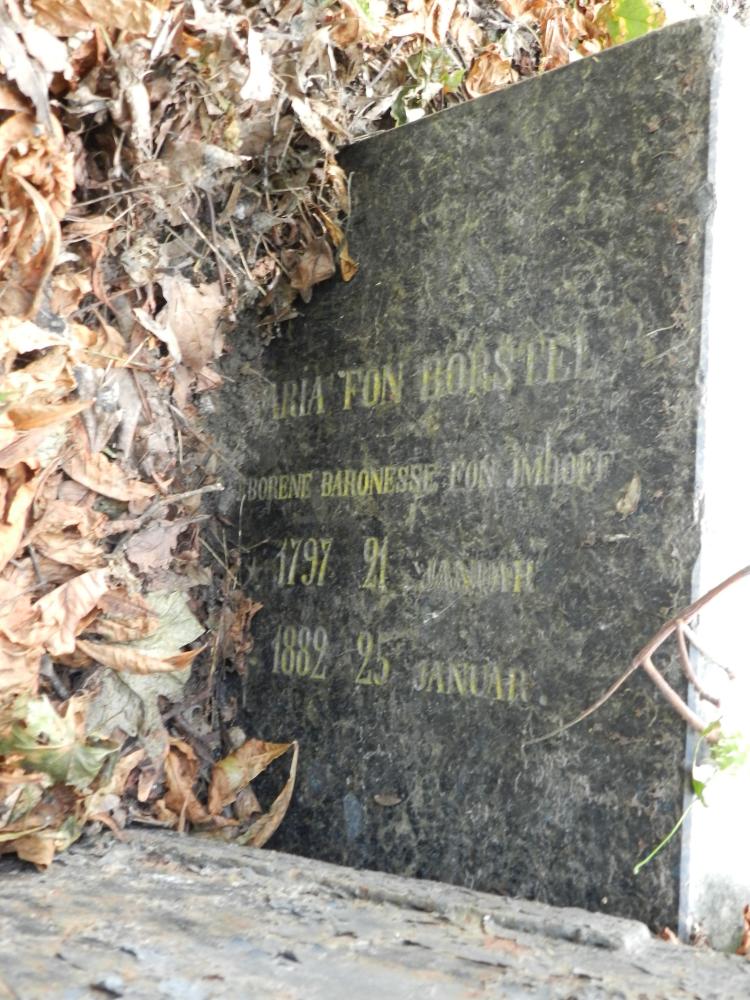 ARIA FON BORSTEL
BORENE BARONESSE FON JMHOFF
1797 21 JANUAR
1882 25 JANUAR.